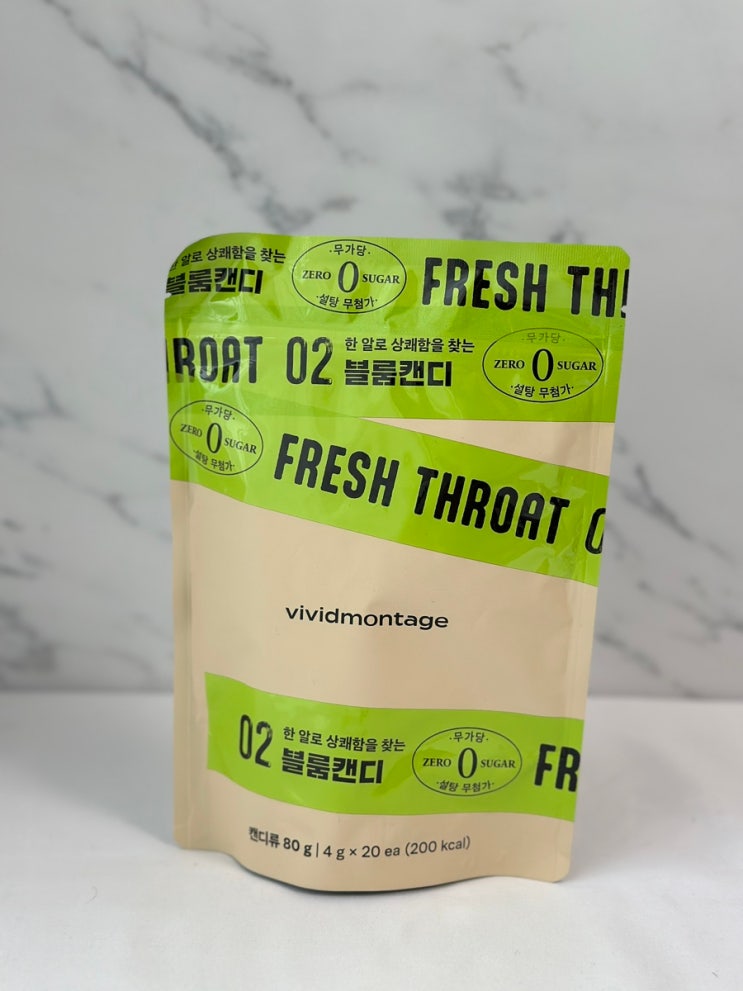 한 알로 상쾌함을 찾는
블룸캔디
·무가당·
ZERO 0 SUGAR
·설탕 무첨가·
FRESH TH
THROAT
02
한 알로 상쾌함을 찾는
블룸캔디
·무가당·
ZERO 0 SUGAR
·설탕 무첨가·
·무가당·
ZERO 0 SUGAR
·설탕 무첨가·
FRESH THROAT 0
vividmontage
02
한 알로 상쾌함을 찾는
블룸캔디
·무가당·
ZERO 0 SUGAR
·설탕 무첨가·
FR
캔디류 80 g | 4 g × 20 ea (200 kcal)